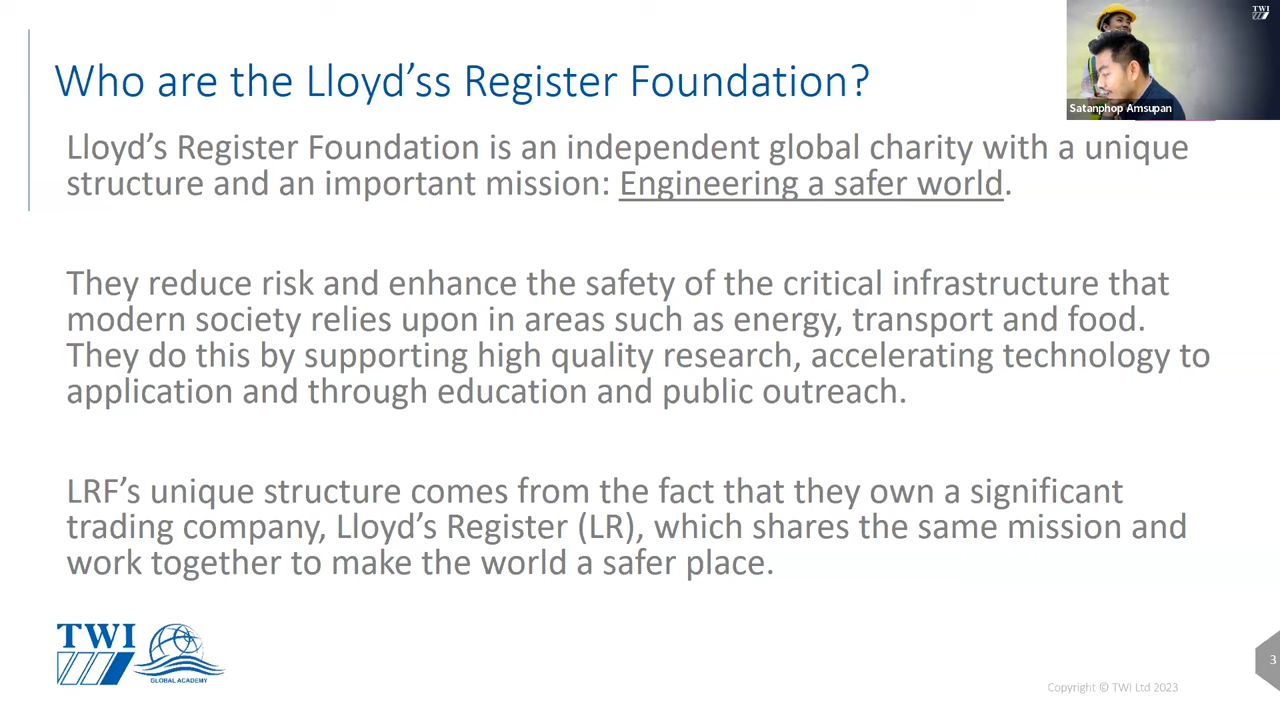 Who are the Lloyd'ss Register Foundation?
TWI
Satanphop Amsupan
Lloyd's Register Foundation is an independent global charity with a unique
structure and an important mission: Engineering a safer world.
They reduce risk and enhance the safety of the critical infrastructure that
modern society relies upon in areas such as energy, transport and food.
They do this by supporting high quality research, accelerating technology to
application and through education and public outreach.
LRF's unique structure comes from the fact that they own a significant
trading company, Lloyd's Register (LR), which shares the same mission and
work together to make the world a safer place.
TWI
GLOBAL ACADEMY
3
Copyright © TWI Ltd 2023